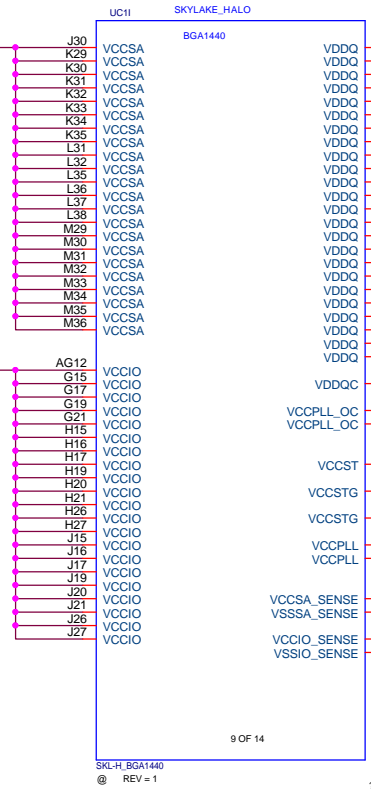 UC1I SKYLAKE_HALO
BGA1440
J30 VCCSA VDDQ
K29 VCCSA VDDQ
K30 VCCSA VDDQ
K31 VCCSA VDDQ
K32 VCCSA VDDQ
K33 VCCSA VDDQ
K34 VCCSA VDDQ
K35 VCCSA VDDQ
L31 VCCSA VDDQ
L32 VCCSA VDDQ
L35 VCCSA VDDQ
L36 VCCSA VDDQ
L37 VCCSA VDDQ
L38 VCCSA VDDQ
M29 VCCSA VDDQ
M30 VCCSA VDDQ
M31 VCCSA VDDQ
M32 VCCSA VDDQ
M33 VCCSA VDDQ
M34 VCCSA VDDQ
M35 VCCSA VDDQ
M36 VCCSA VDDQ
VDDQ
VDDQ
AG12 VCCIO
G15 VCCIO VDDQC
G17 VCCIO
G19 VCCIO VCCPLL_OC
G21 VCCIO VCCPLL_OC
H15 VCCIO
H16 VCCIO
H17 VCCIO VCCST
H19 VCCIO
H20 VCCIO VCCSTG
H21 VCCIO
H26 VCCIO VCCSTG
H27 VCCIO
J15 VCCIO VCCPLL
J16 VCCIO VCCPLL
J17 VCCIO
J19 VCCIO
J20 VCCIO VCCSA_SENSE
J21 VCCIO VSSSA_SENSE
J26 VCCIO
J27 VCCIO VCCIO_SENSE
VSSIO_SENSE
9 OF 14
SKL-H_BGA1440
@ REV = 1